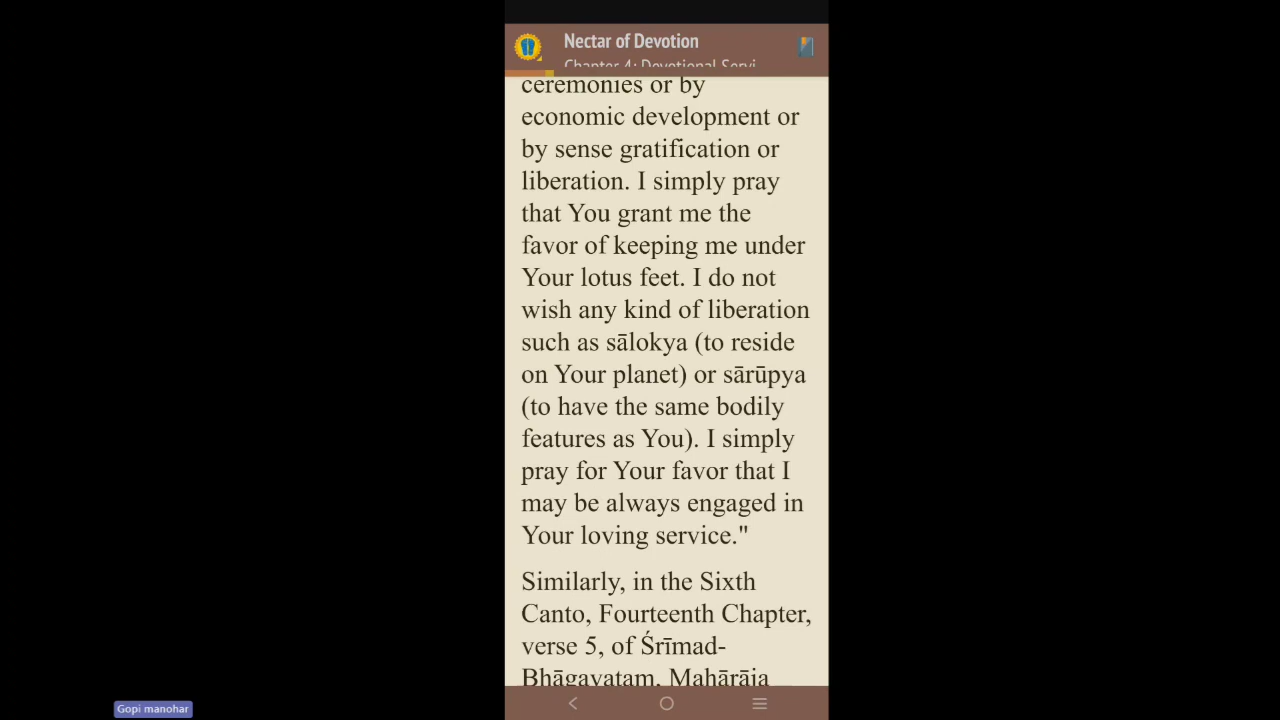 Nectar of Devotion
Chapter 4: Devotional Servi
ceremonies or by
economic development or
by sense gratification or
liberation. I simply pray
that You grant me the
favor of keeping me under
Your lotus feet. I do not
wish any kind of liberation
such as sālokya (to reside
on Your planet) or sārūpya
(to have the same bodily
features as You). I simply
pray for Your favor that I
may be always engaged in
Your loving service."
Similarly, in the Sixth
Canto, Fourteenth Chapter,
verse 5, of Śrīmad-
Bhāgavatam, Mahārāja
Gopi manohar